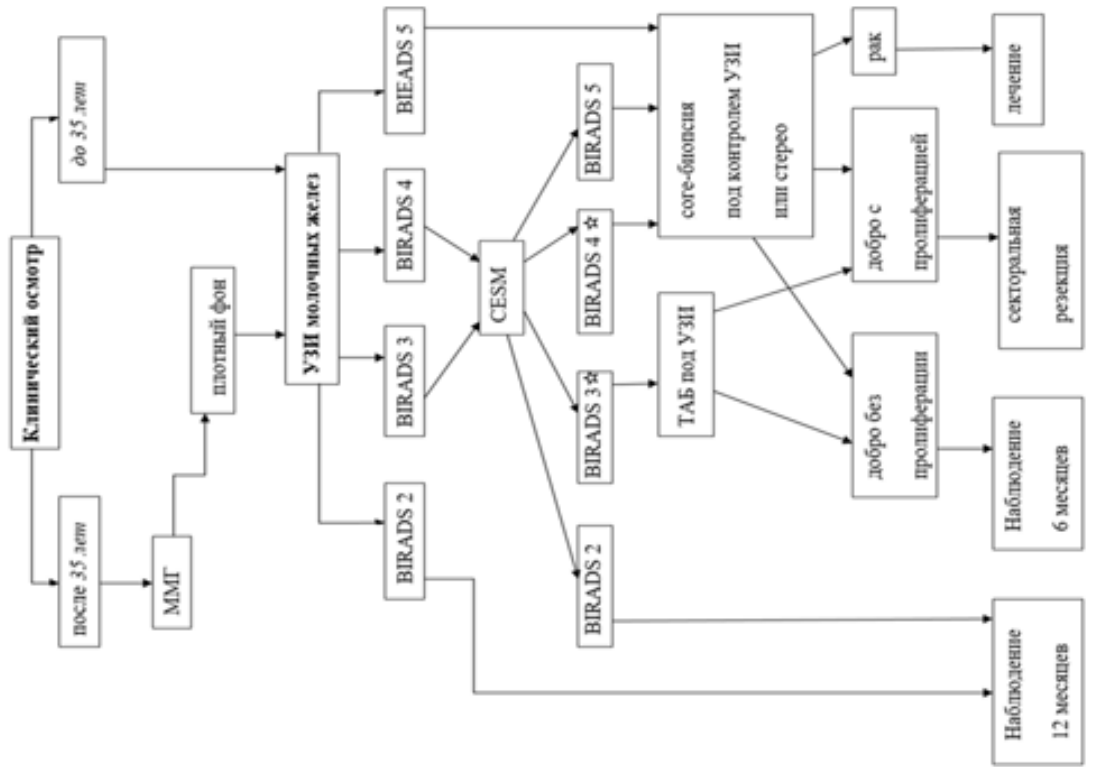 Клинический осмотр
после 35 лет
до 35 лет
ММГ
плотный фон
УЗИ молочных желез
BIRADS 2
BIRADS 3
BIRADS 4
BIEADS 5
CESM
BIRADS 2
BIRADS 3☆
BIRADS 4☆
BIRADS 5
ТАБ под УЗИ
core-биопсия
под контролем УЗИ
или стерео
добро без
пролиферации
добро с
пролиферацией
рак
Наблюдение
12 месяцев
Наблюдение
6 месяцев
секторальная
резекция
лечение